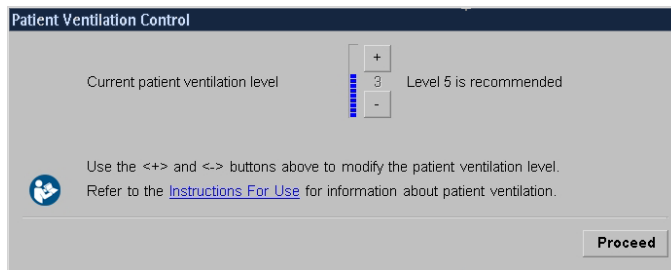 Patient Ventilation Control
+
Current patient ventilation level 3 Level 5 is recommended
-
Use the <+> and <-> buttons above to modify the patient ventilation level.
Refer to the Instructions For Use for information about patient ventilation.
Proceed